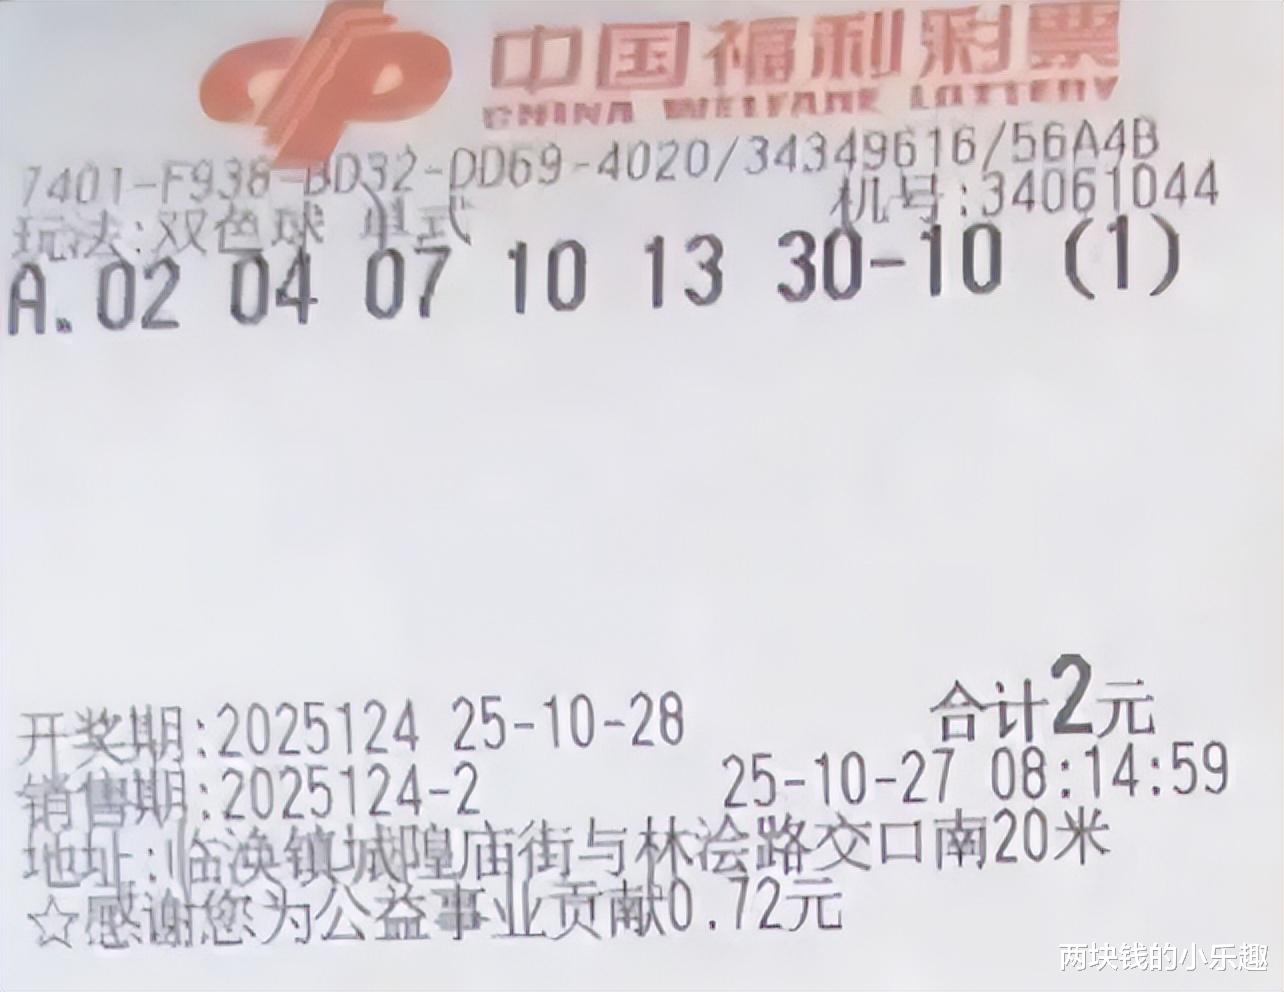 中国福利彩票
CHINA WELFARE LOTTERY
7401-F938-BD32-DD69-4020/34349616/56A4B
机号:34061044
玩法:双色球 单式
A. 02 04 07 10 13 30-10 (1)
开奖期:2025124 25-10-28
合计2元
销售期:2025124-2
25-10-27 08:14:59
地址:临涣镇城隍庙街与林浍路交口南20米
☆感谢您为公益事业贡献0.72元
两块钱的小乐趣